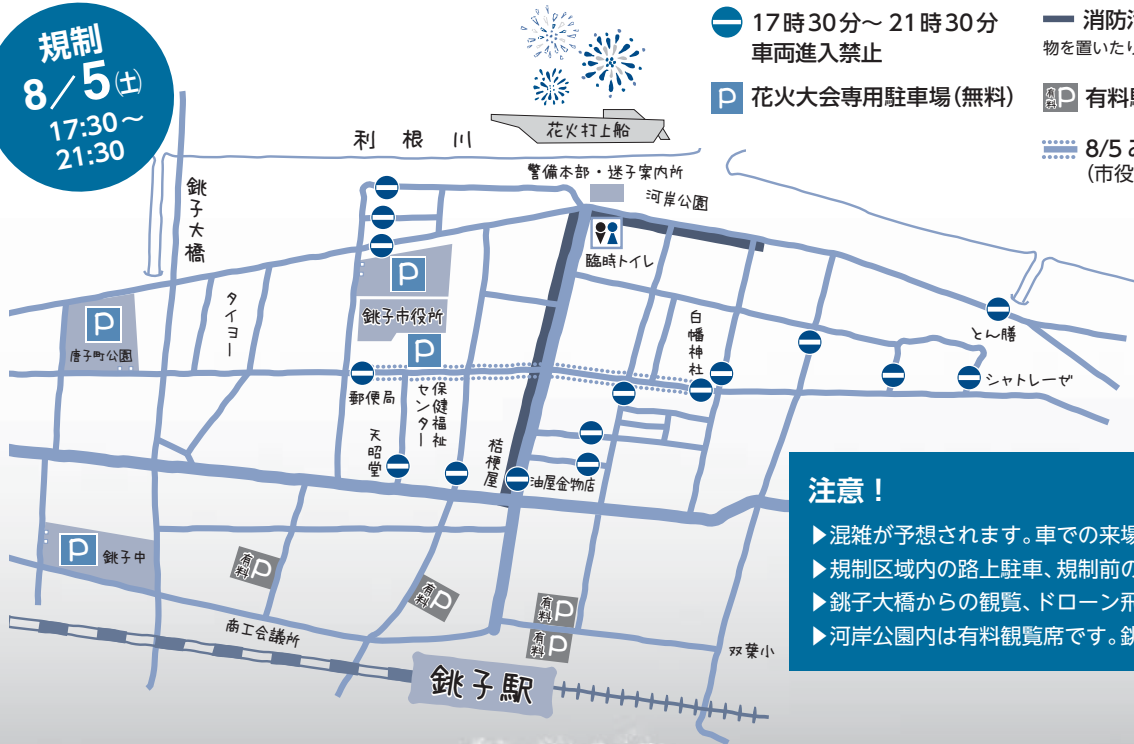 規制
8/5(土)
17:30~
21:30
17時30分~21時30分
車両進入禁止
P 花火大会専用駐車場(無料)
消防活
物を置いたり
有料P 有料駐
8/5
(市役
利根川
花火打上船
警備本部・迷子案内所
河岸公園
銚子大橋
臨時トイレ
P
銚子市役所
P
タイヨー
P
唐子町公園
白幡神社
とん膳
シャトレーゼ
郵便局
保健福祉
センター
天昭堂
桔梗屋
油屋金物店
P 銚子中
有料P
有料P
有料P
有料P
商工会議所
双葉小
銚子駅
注意!
▶混雑が予想されます。車での来場
▶規制区域内の路上駐車、規制前の
▶銚子大橋からの観覧、ドローン飛
▶河岸公園内は有料観覧席です。銚